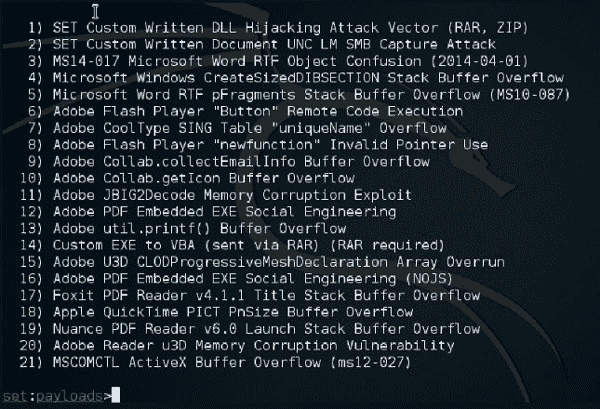 1) SET Custom Written DLL Hijacking Attack Vector (RAR, ZIP)
2) SET Custom Written Document UNC LM SMB Capture Attack
3) MS14-017 Microsoft Word RTF Object Confusion (2014-04-01)
4) Microsoft Windows CreateSizedDIBSECTION Stack Buffer Overflow
5) Microsoft Word RTF pFragments Stack Buffer Overflow (MS10-087)
6) Adobe Flash Player "Button" Remote Code Execution
7) Adobe CoolType SING Table "uniqueName" Overflow
8) Adobe Flash Player "newfunction" Invalid Pointer Use
9) Adobe Collab.collectEmailInfo Buffer Overflow
10) Adobe Collab.getIcon Buffer Overflow
11) Adobe JBIG2Decode Memory Corruption Exploit
12) Adobe PDF Embedded EXE Social Engineering
13) Adobe util.printf() Buffer Overflow
14) Custom EXE to VBA (sent via RAR) (RAR required)
15) Adobe U3D CLODProgressiveMeshDeclaration Array Overrun
16) Adobe PDF Embedded EXE Social Engineering (NOJS)
17) Foxit PDF Reader v4.1.1 Title Stack Buffer Overflow
18) Apple QuickTime PICT PnSize Buffer Overflow
19) Nuance PDF Reader v6.0 Launch Stack Buffer Overflow
20) Adobe Reader u3D Memory Corruption Vulnerability
21) MSCOMCTL ActiveX Buffer Overflow (ms12-027)
set:payloads>